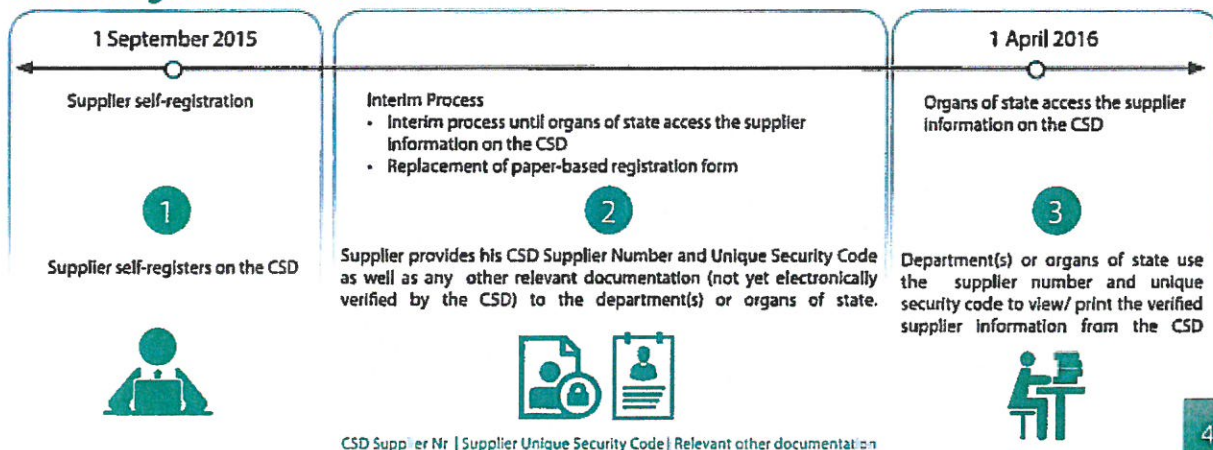 1 September 2015
Supplier self-registration
1
Supplier self-registers on the CSD
Interim Process
• Interim process until organs of state access the supplier
information on the CSD
• Replacement of paper-based registration form
2
Supplier provides his CSD Supplier Number and Unique Security Code
as well as any other relevant documentation (not yet electronically
verified by the CSD) to the department(s) or organs of state.
CSD Supplier Nr | Supplier Unique Security Code | Relevant other documentation
1 April 2016
Organs of state access the supplier
information on the CSD
3
Department(s) or organs of state use
the supplier number and unique
security code to view/ print the verified
supplier information from the CSD
4